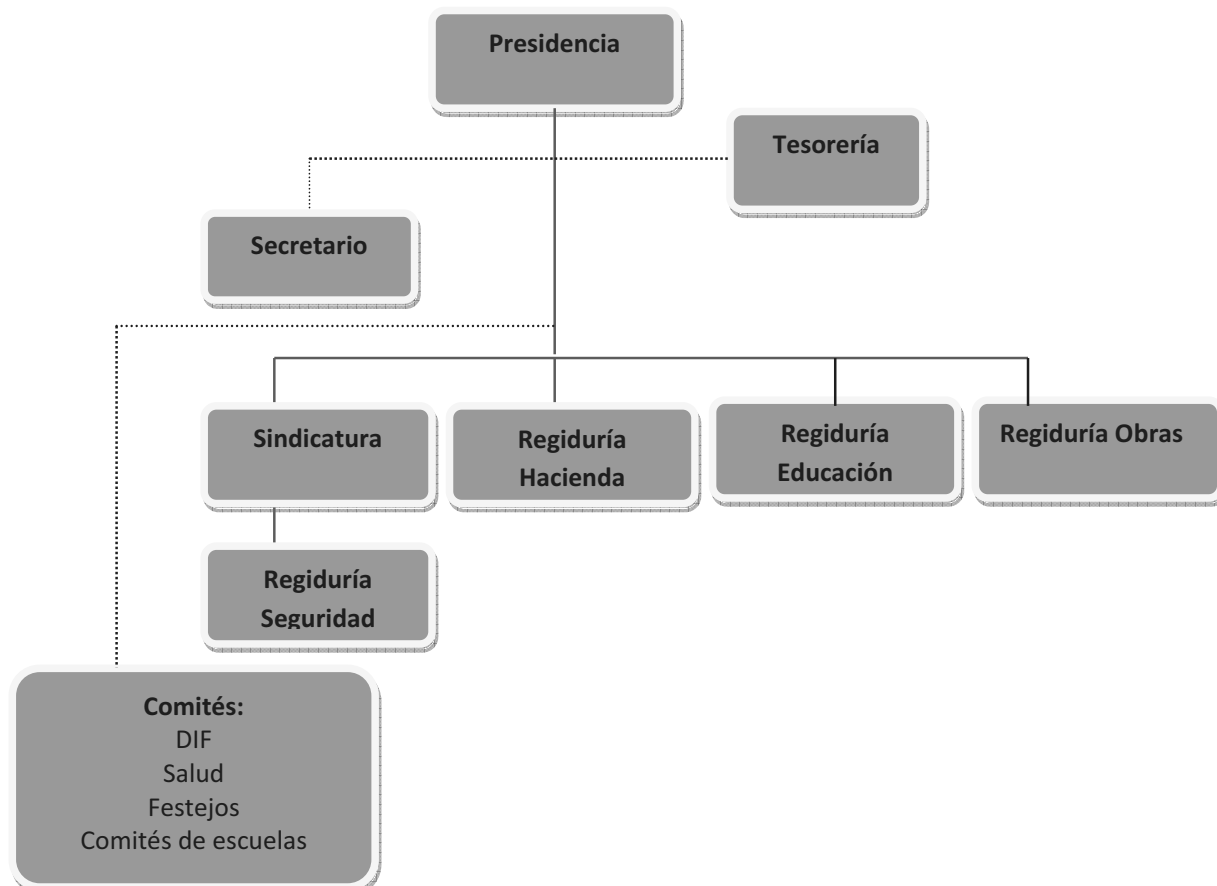 Presidencia
Tesorería
Secretario
Sindicatura
Regiduría
Hacienda
Regiduría
Educación
Regiduría Obras
Regiduría
Seguridad
Comités:
DIF
Salud
Festejos
Comités de escuelas